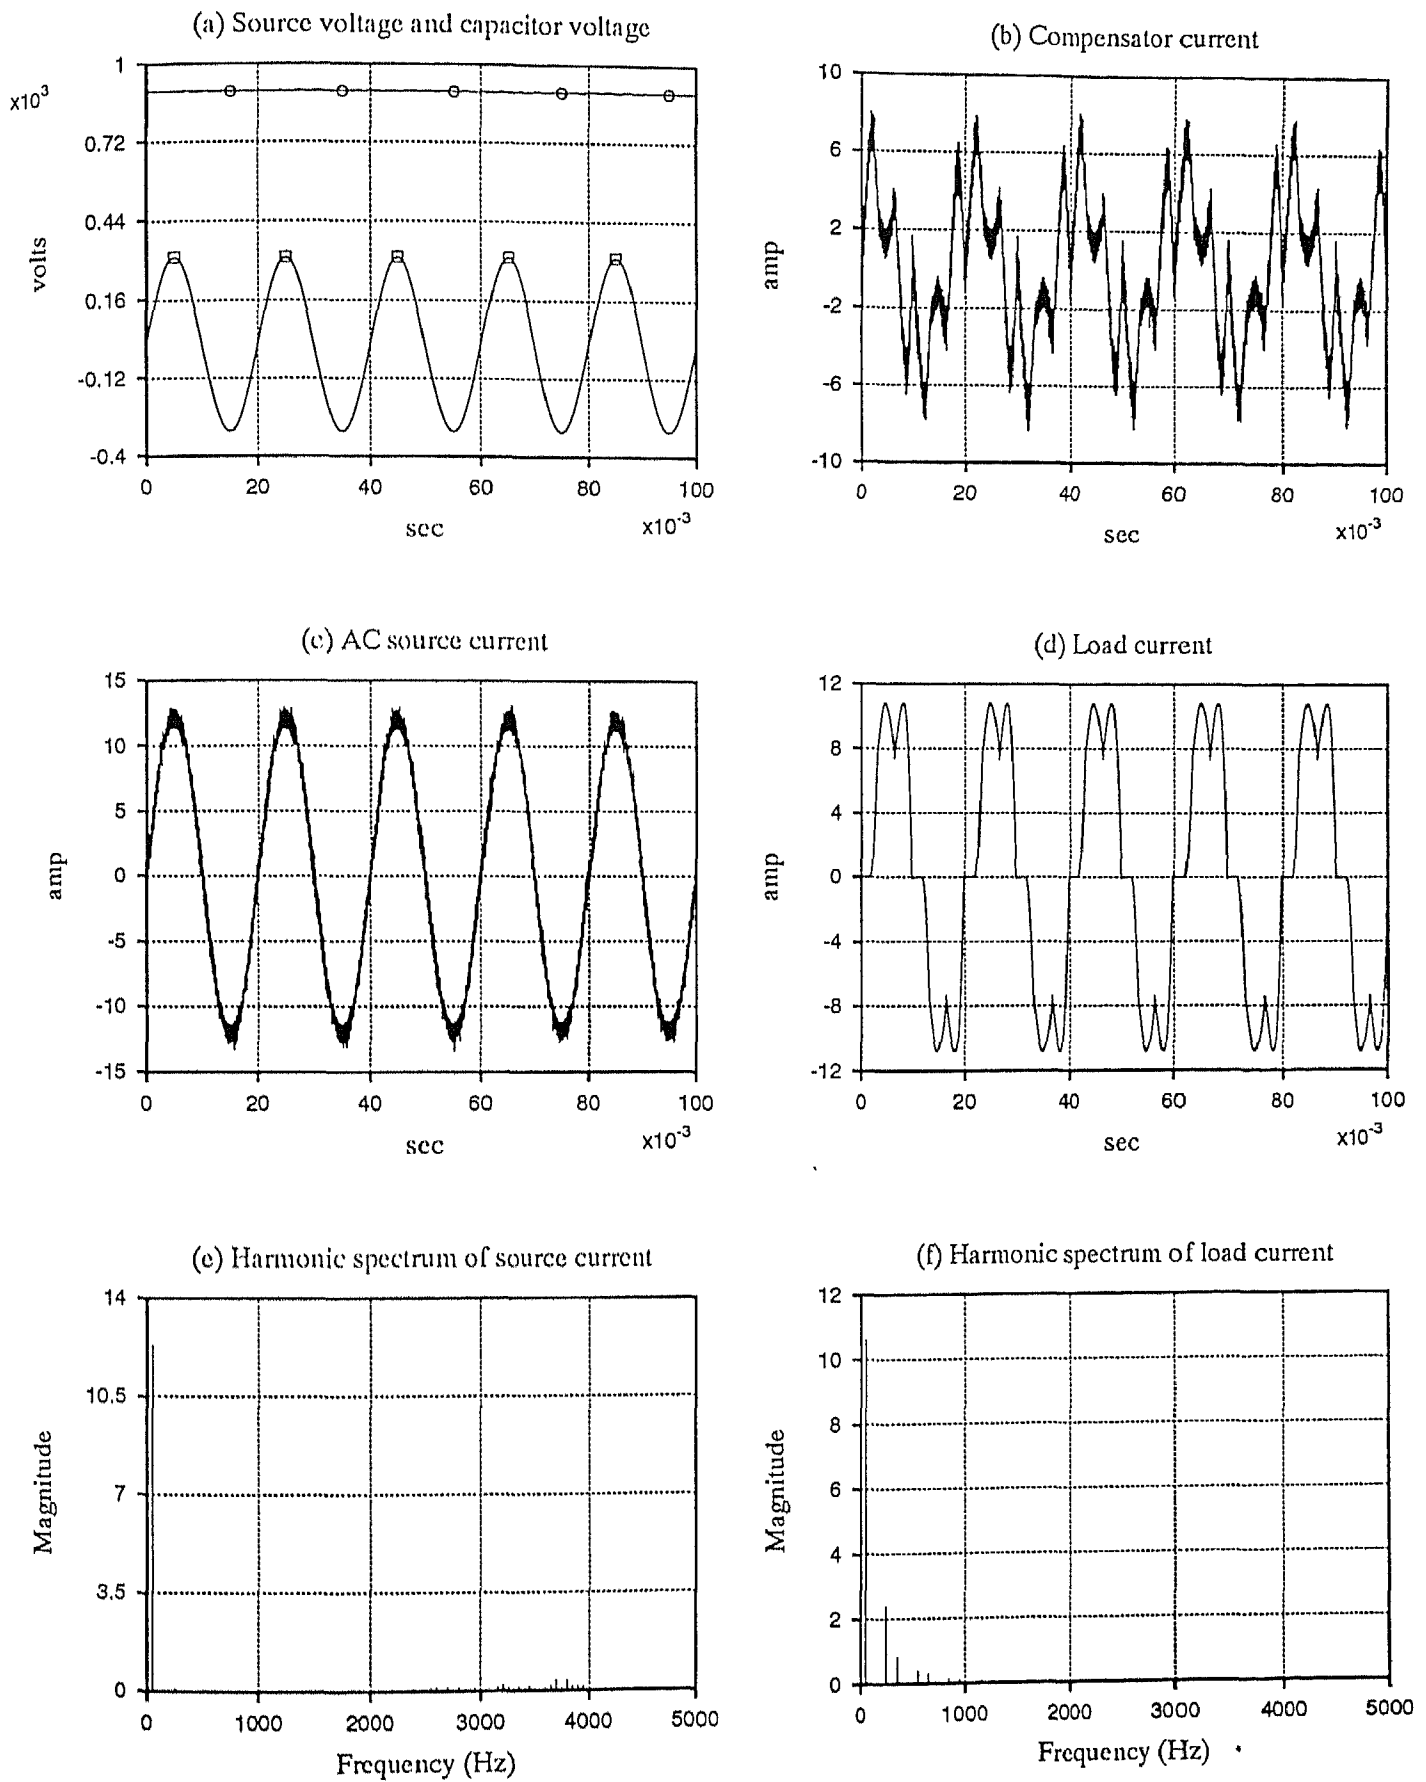 (a) Source voltage and capacitor voltage
x10³
1
0.72
0.44
0.16
-0.12
-0.4
volts
0 20 40 60 80 100
sec
x10⁻³
(b) Compensator current
10
6
2
-2
-6
-10
amp
0 20 40 60 80 100
sec
x10⁻³
(c) AC source current
15
10
5
0
-5
-10
-15
amp
0 20 40 60 80 100
sec
x10⁻³
(d) Load current
12
8
4
0
-4
-8
-12
amp
0 20 40 60 80 100
sec
x10⁻³
(e) Harmonic spectrum of source current
14
10.5
7
3.5
0
Magnitude
0 1000 2000 3000 4000 5000
Frequency (Hz)
(f) Harmonic spectrum of load current
12
10
8
6
4
2
0
Magnitude
0 1000 2000 3000 4000 5000
Frequency (Hz)